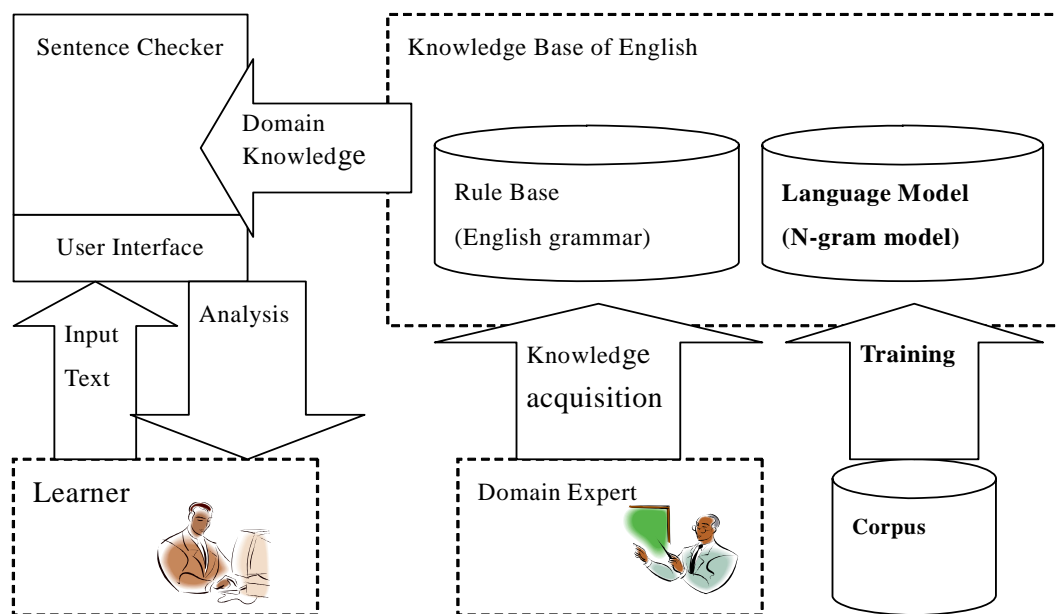 Sentence Checker
Knowledge Base of English
Domain
Knowledge
Rule Base
(English grammar)
Language Model
(N-gram model)
User Interface
Input
Text
Analysis
Knowledge
acquisition
Training
Learner
Domain Expert
Corpus